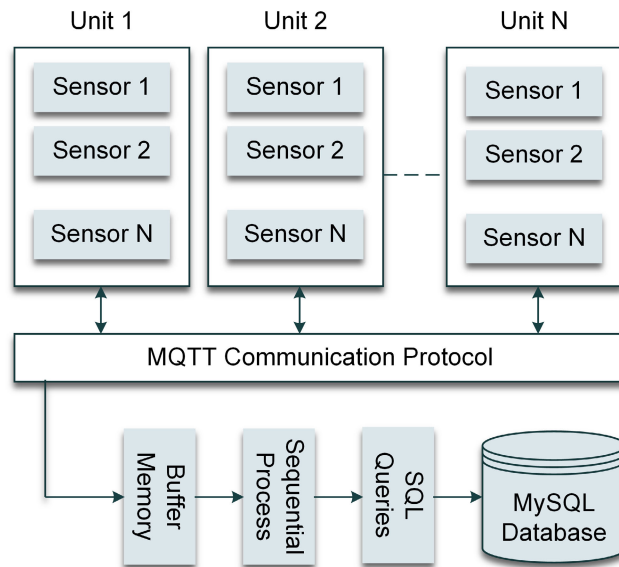 Unit 1
Unit 2
Unit N
Sensor 1
Sensor 2
Sensor N
Sensor 1
Sensor 2
Sensor N
Sensor 1
Sensor 2
Sensor N
MQTT Communication Protocol
Buffer
Memory
Sequential
Process
SQL
Queries
MySQL
Database